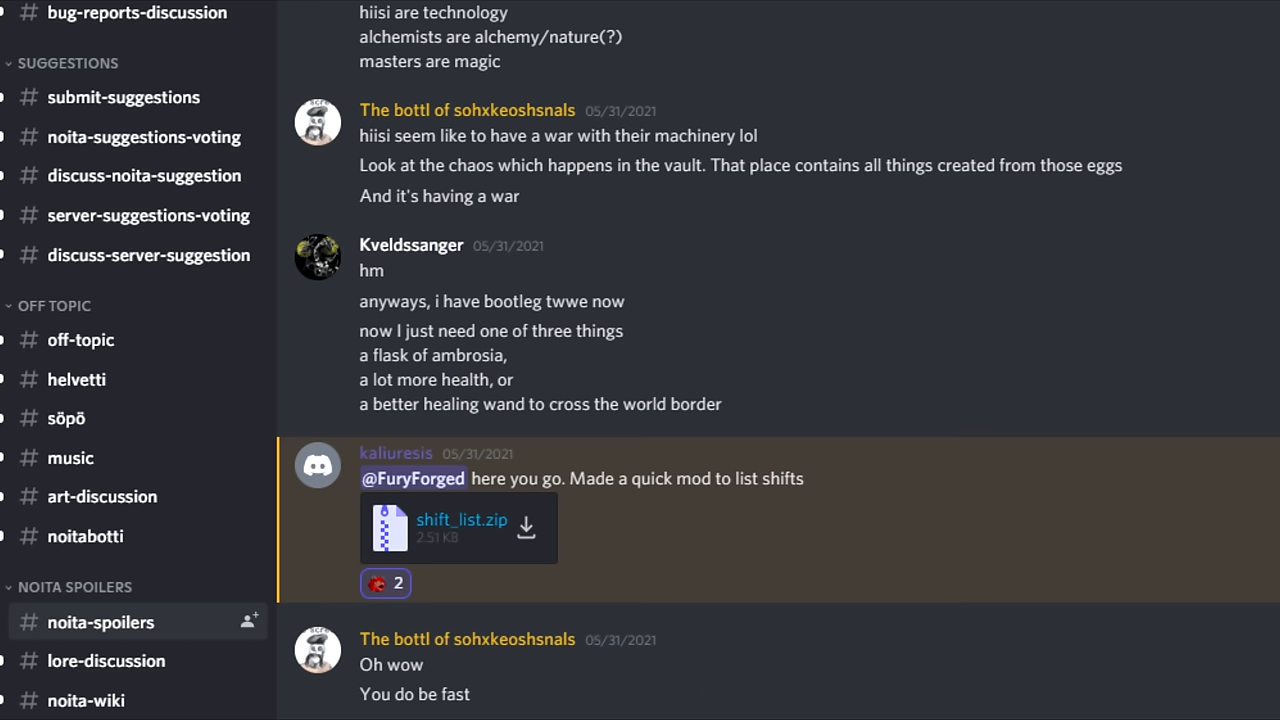 bug-reports-discussion
SUGGESTIONS
submit-suggestions
noita-suggestions-voting
discuss-noita-suggestion
server-suggestions-voting
discuss-server-suggestion
OFF TOPIC
off-topic
helvetti
söpö
music
art-discussion
noitabotti
NOITA SPOILERS
noita-spoilers
lore-discussion
noita-wiki
hiisi are technology
alchemists are alchemy/nature(?)
masters are magic
The bottl of sohxkeoshsnals 05/31/2021
hiisi seem like to have a war with their machinery lol
Look at the chaos which happens in the vault. That place contains all things created from those eggs
And it's having a war
Kveldssanger 05/31/2021
hm
anyways, i have bootleg twwe now
now I just need one of three things
a flask of ambrosia,
a lot more health, or
a better healing wand to cross the world border
kaliuresis 05/31/2021
@FuryForged here you go. Made a quick mod to list shifts
shift_list.zip
2.51 KB
2
The bottl of sohxkeoshsnals 05/31/2021
Oh wow
You do be fast